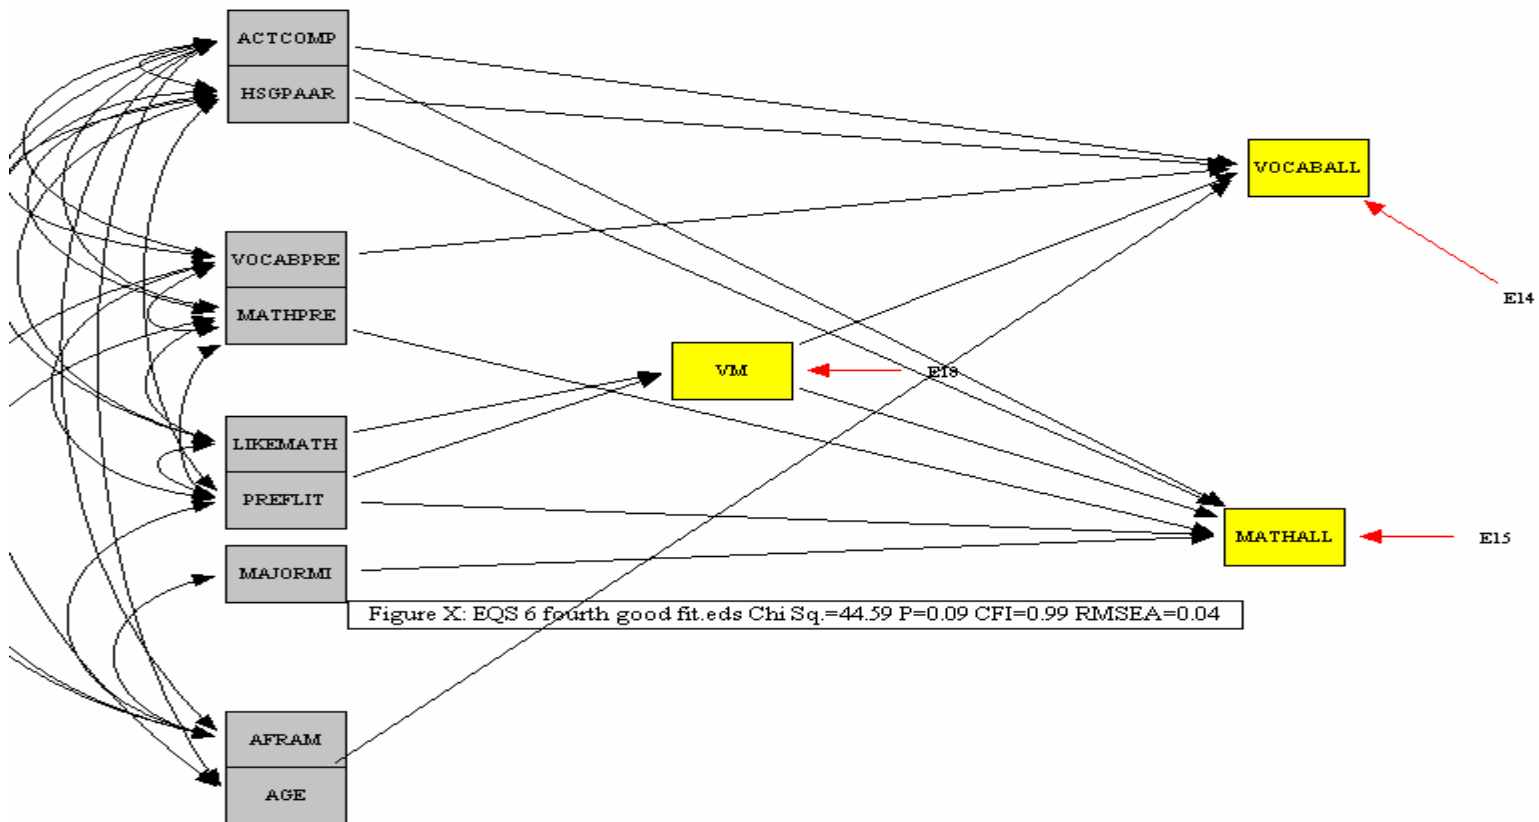 ACTCOMP
HSGPAAR
VOCABALL
VOCABPRE
E14
MATHPRE
VM
E18
LIKEMATH
PREFLIT
MATHALL
E15
MAJORMI
Figure X: EQS 6 fourth good fit.eds Chi Sq.=44.59 P=0.09 CFI=0.99 RMSEA=0.04
AFRAM
AGE